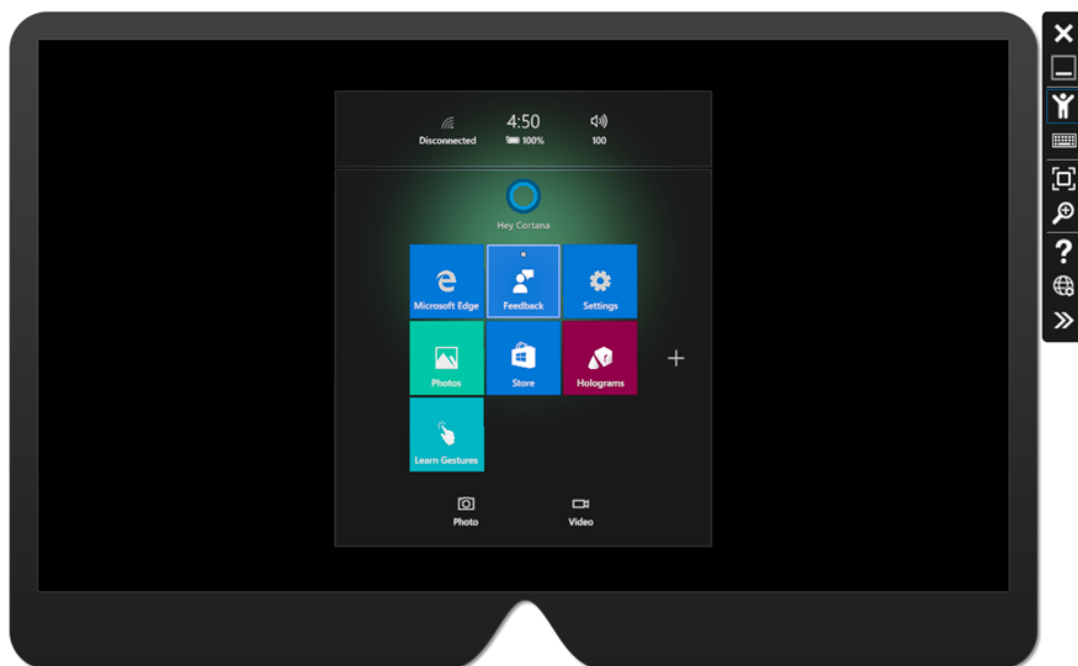 4:50
Disconnected 100% 100
Hey Cortana
Microsoft Edge Feedback Settings
Photos Store Holograms
Learn Gestures
Photo Video